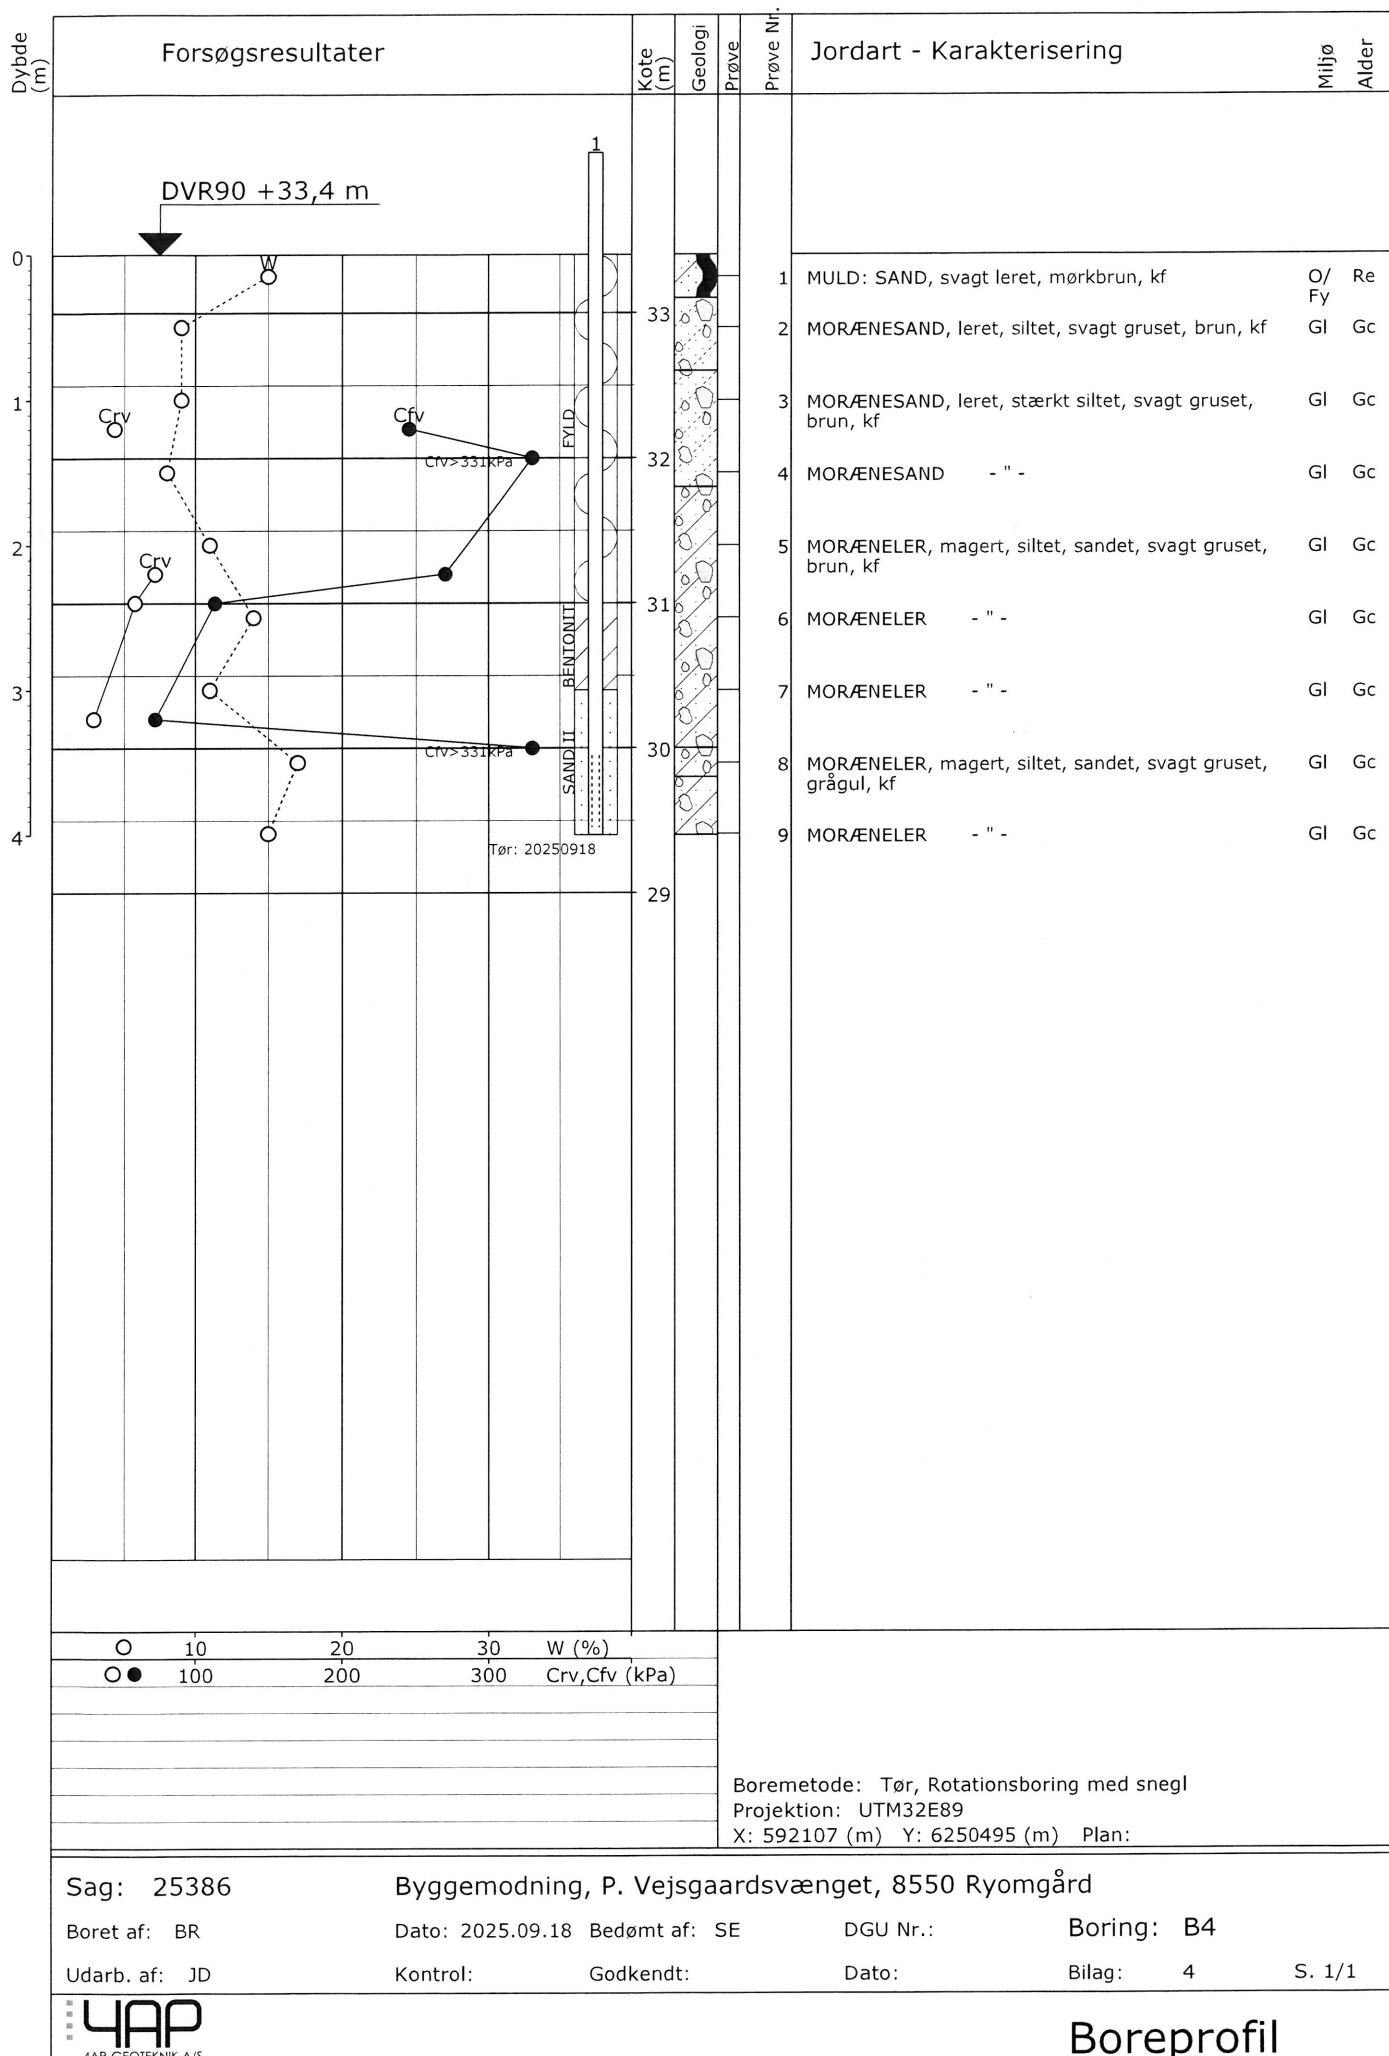 Dybde
(m)
Forsøgsresultater
Kote
(m)
Geologi
Prøve
Prøve Nr.
Jordart - Karakterisering
Miljø
Alder
1
DVR90 +33,4 m
0
W
1 MULD: SAND, svagt leret, mørkbrun, kf O/ Re
Fy
33
2 MORÆNESAND, leret, siltet, svagt gruset, brun, kf Gl Gc
1
Crv
Cfv
FYLD
3 MORÆNESAND, leret, stærkt siltet, svagt gruset, Gl Gc
brun, kf
Cfv>331kPa
32
4 MORÆNESAND - " - Gl Gc
2
Crv
5 MORÆNELER, magert, siltet, sandet, svagt gruset, Gl Gc
brun, kf
31
BENTONIT
6 MORÆNELER - " - Gl Gc
3
7 MORÆNELER - " - Gl Gc
Cfv>331kPa
30
SAND II
8 MORÆNELER, magert, siltet, sandet, svagt gruset, Gl Gc
grågul, kf
4
9 MORÆNELER - " - Gl Gc
Tør: 20250918
29
10 20 30 W (%)
100 200 300 Crv,Cfv (kPa)
Boremetode: Tør, Rotationsboring med snegl
Projektion: UTM32E89
X: 592107 (m) Y: 6250495 (m) Plan:
Sag: 25386 Byggemodning, P. Vejsgaardsvænget, 8550 Ryomgård
Boret af: BR Dato: 2025.09.18 Bedømt af: SE DGU Nr.: Boring: B4
Udarb. af: JD Kontrol: Godkendt: Dato: Bilag: 4 S. 1/1
4AP
4AP GEOTEKNIK A/S
Boreprofil